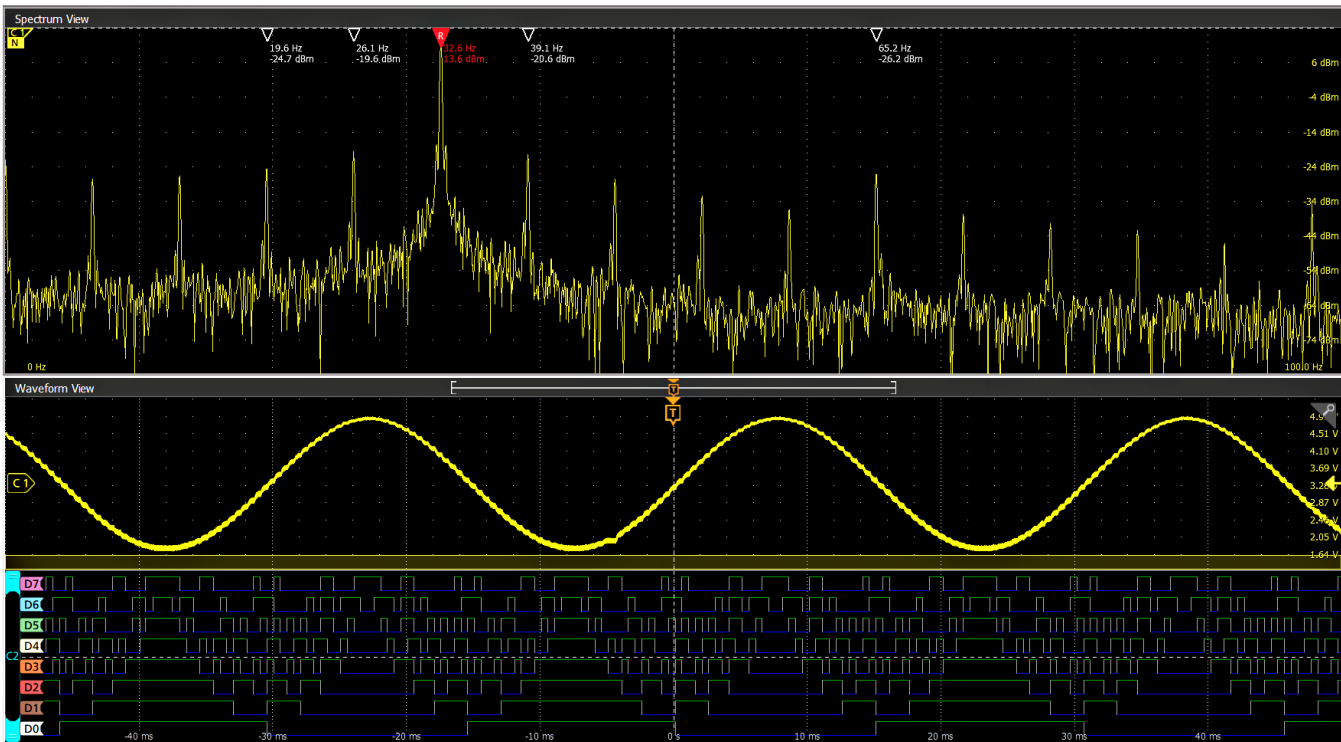 Spectrum View
C1
N
R
19.6 Hz
-24.7 dBm
26.1 Hz
-19.6 dBm
32.6 Hz
13.6 dBm
39.1 Hz
-20.6 dBm
65.2 Hz
-26.2 dBm
6 dBm
-4 dBm
-14 dBm
-24 dBm
-34 dBm
-44 dBm
-54 dBm
-64 dBm
-74 dBm
0 Hz
100.0 Hz
Waveform View
T
T
4.51 V
4.10 V
3.69 V
C1
2.87 V
2.05 V
1.64 V
D7
D6
D5
D4
C2
D3
D2
D1
D0
-40 ms
-30 ms
-20 ms
-10 ms
0 s
10 ms
20 ms
30 ms
40 ms